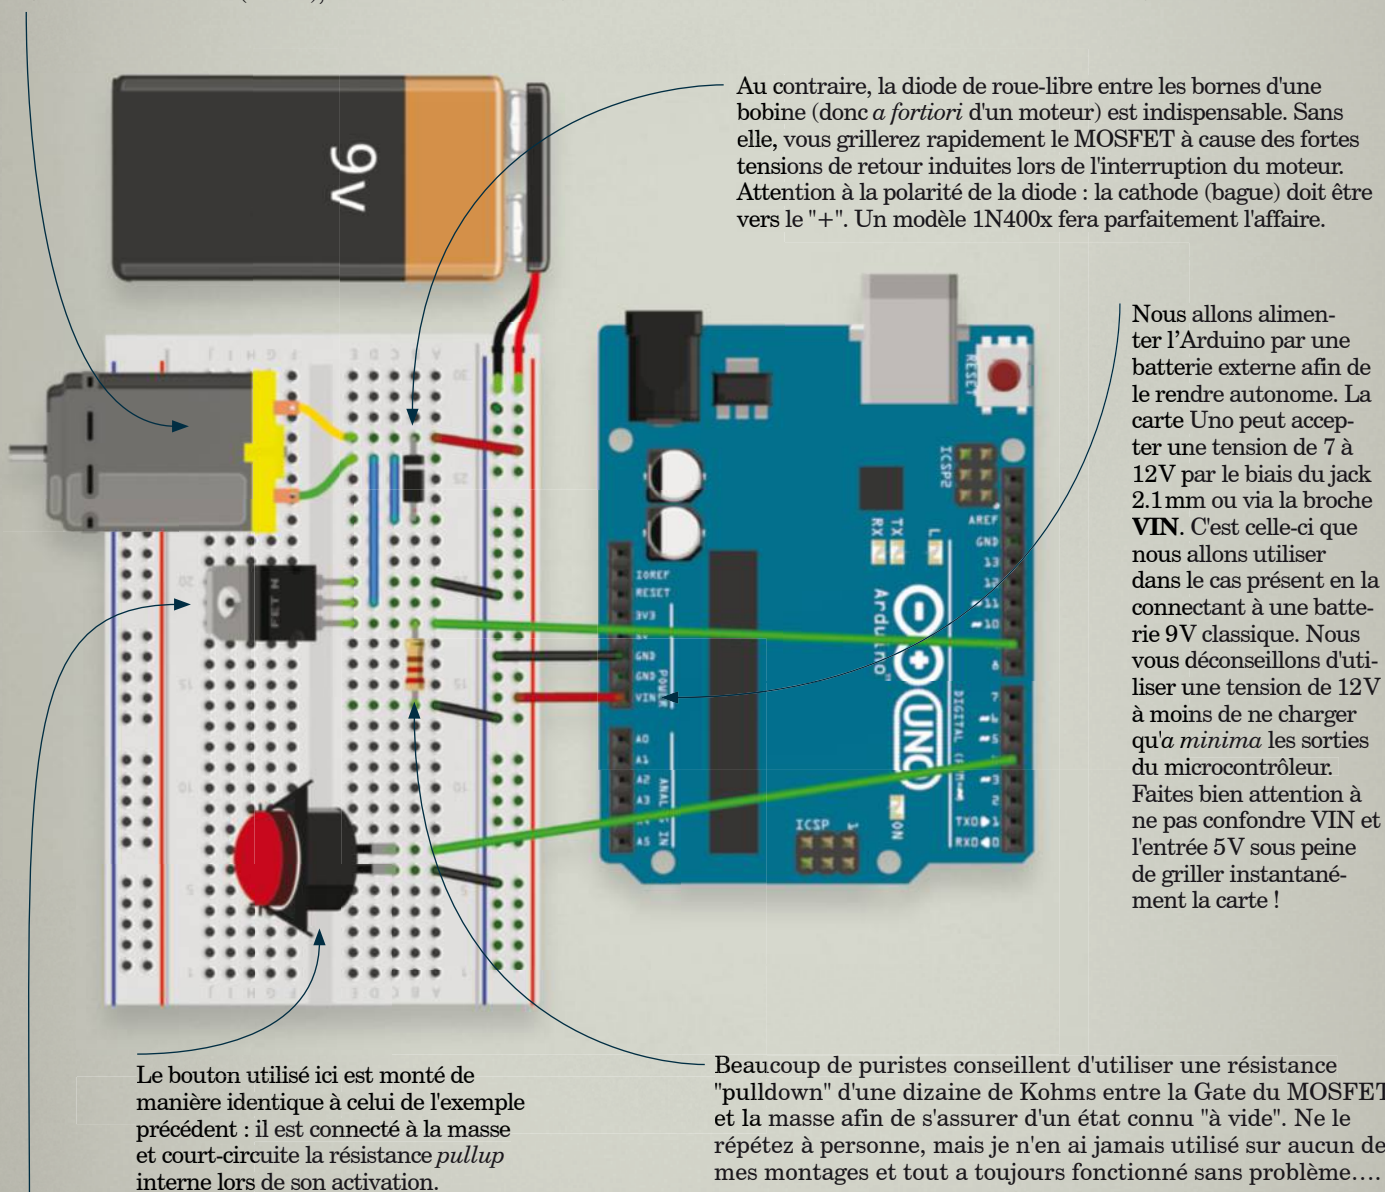 Au contraire, la diode de roue-libre entre les bornes d'une
bobine (donc a fortiori d'un moteur) est indispensable. Sans
elle, vous grillerez rapidement le MOSFET à cause des fortes
tensions de retour induites lors de l'interruption du moteur.
Attention à la polarité de la diode : la cathode (bague) doit être
vers le "+". Un modèle 1N400x fera parfaitement l'affaire.
9v
Nous allons alimen-
ter l'Arduino par une
batterie externe afin de
le rendre autonome. La
carte Uno peut accep-
ter une tension de 7 à
12V par le biais du jack
2.1mm ou via la broche
VIN. C'est celle-ci que
nous allons utiliser
dans le cas présent en la
connectant à une batte-
rie 9V classique. Nous
vous déconseillons d'uti-
liser une tension de 12V
à moins de ne charger
qu'a minima les sorties
du microcontrôleur.
Faites bien attention à
ne pas confondre VIN et
l'entrée 5V sous peine
de griller instantané-
ment la carte !
J I H G F E D C B A
30
25
20
15
10
5
1
J I H G F E D C B A
FET N
RESET
ICSP2
AREF
GND
13
12
~11
~10
8
7
~6
~5
~3
2
TX0▶1
RX0◀0
RX
TX
L
IOREF
RESET
3V3
GND
GND
VIN
POWER
A0
A1
A2
A3
A5
Arduino
UNO
DIGITAL
ICSP
1
ON
Le bouton utilisé ici est monté de
manière identique à celui de l'exemple
précédent : il est connecté à la masse
et court-circuite la résistance pullup
interne lors de son activation.
Beaucoup de puristes conseillent d'utiliser une résistance
"pulldown" d'une dizaine de Kohms entre la Gate du MOSFET
et la masse afin de s'assurer d'un état connu "à vide". Ne le
répétez à personne, mais je n'en ai jamais utilisé sur aucun de
mes montages et tout a toujours fonctionné sans problème….